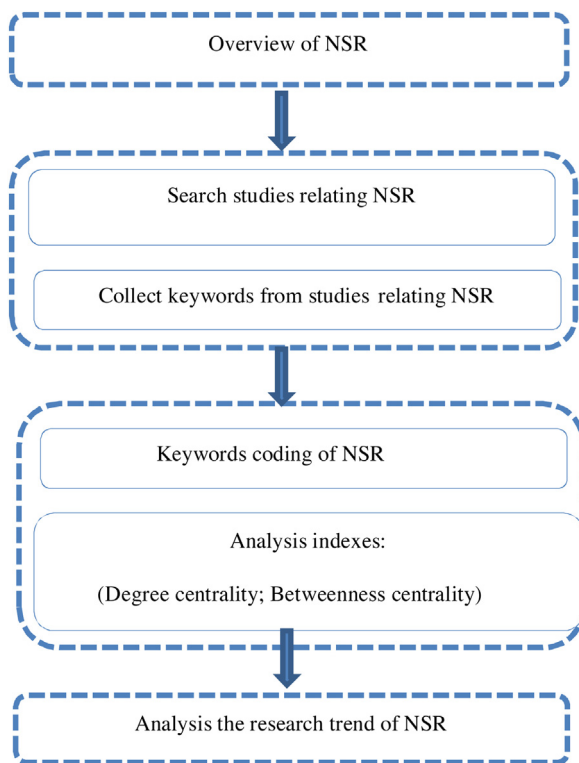 Overview of NSR
Search studies relating NSR
Collect keywords from studies relating NSR
Keywords coding of NSR
Analysis indexes:
(Degree centrality; Betweenness centrality)
Analysis the research trend of NSR